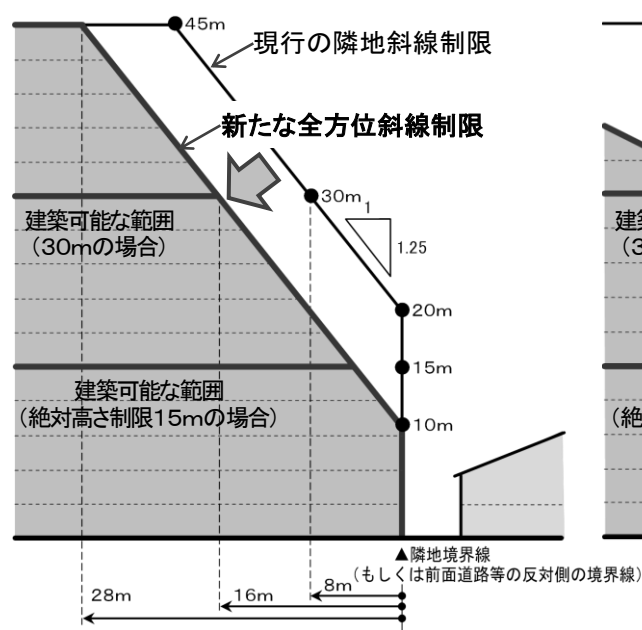 45m
現行の隣地斜線制限
新たな全方位斜線制限
30m
1
1.25
建築可能な範囲
（30mの場合）
20m
15m
建築可能な範囲
（絶対高さ制限15mの場合）
10m
▲隣地境界線
（もしくは前面道路等の反対側の境界線）
8m
16m
28m
建築
（3
（絶